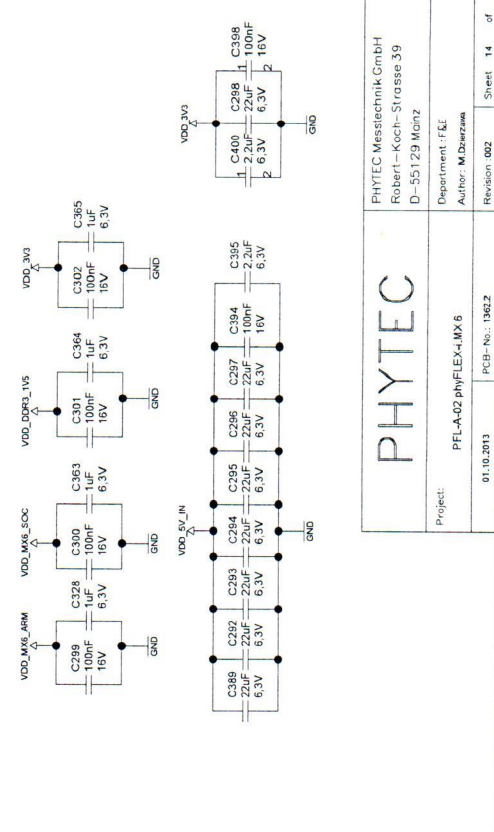 VDD_MX6_ARM
C299
100nF
16V
C328
1uF
6,3V
GND
VDD_MX6_SOC
C300
100nF
16V
C363
1uF
6,3V
GND
VDD_DDR3_1V5
C301
100nF
16V
C364
1uF
6,3V
GND
VDD_3V3
C302
100nF
16V
C365
1uF
6,3V
GND
VDD_5V_IN
C389
22uF
6,3V
C292
22uF
6,3V
C293
22uF
6,3V
C294
22uF
6,3V
C295
22uF
6,3V
C296
22uF
6,3V
C297
22uF
6,3V
C394
100nF
16V
C395
2,2uF
6,3V
GND
VDD_3V3
C400
1 2,2uF 2
6,3V
C298
22uF
6,3V
C398
1 100nF 2
16V
GND
PHYTEC
PHYTEC Messtechnik GmbH
Robert-Koch-Strasse 39
D-55129 Mainz
Project:
PFL-A-02 phyFLEX-i.MX 6
Department : F&E
Author: M.Dzierzawa
01.10.2013
PCB-No.: 1362.2
Revision :002
Sheet 14 of